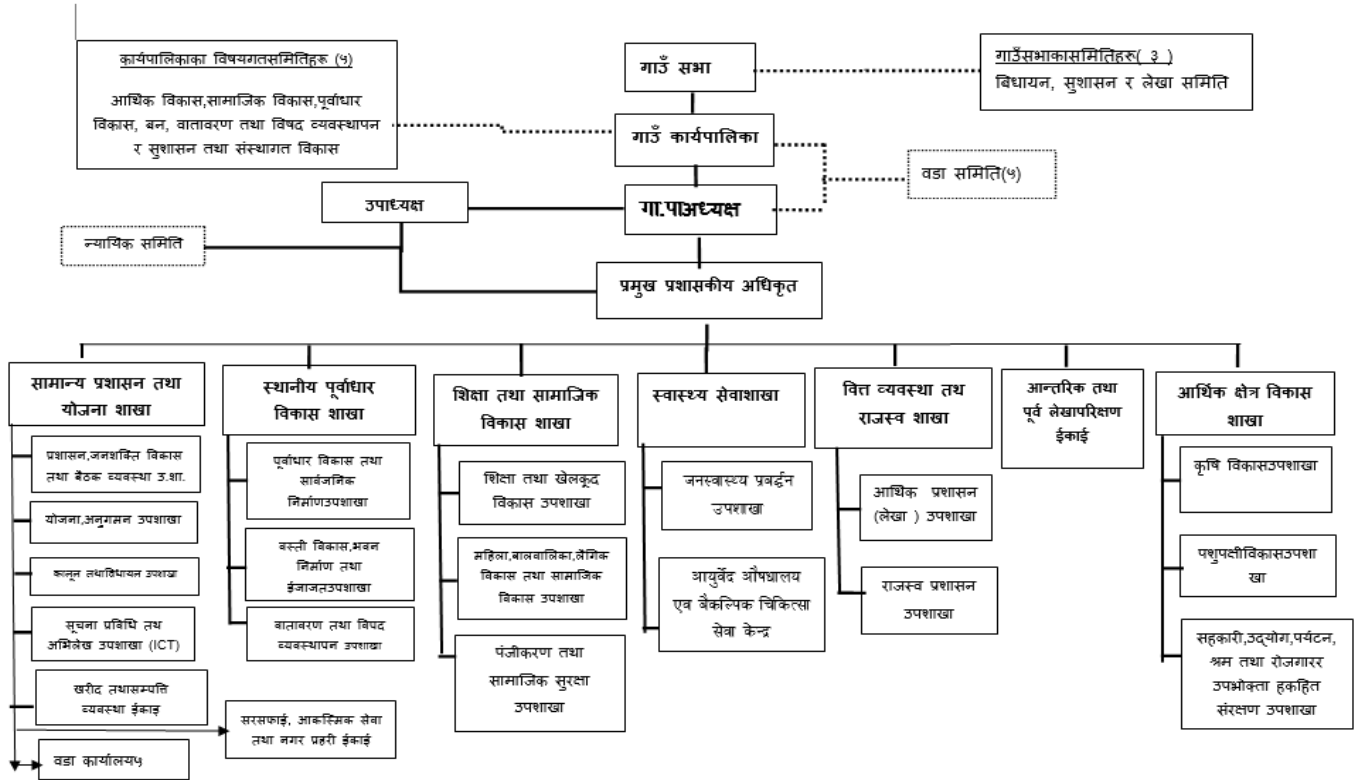 कार्यपालिकाका विषयगतसमितिहरू (५)
आर्थिक विकास,सामाजिक विकास,पूर्वाधार
विकास, बन, वातावरण तथा विषद व्यवस्थापन
र सुशासन तथा संस्थागत विकास
गाउँ सभा
गाउँसभाकासमितिहरु( ३ )
बिधायन, सुशासन र लेखा समिति
गाउँ कार्यपालिका
वडा समिति(५)
उपाध्यक्ष
गा.पाअध्यक्ष
न्यायिक समिति
प्रमुख प्रशासकीय अधिकृत
सामान्य प्रशासन तथा
योजना शाखा
प्रशासन,जनशक्ति विकास
तथा बैठक व्यवस्था उ.शा.
योजना,अनुगमन उपशाखा
कानून तथाविधायन उपशाखा
सूचना प्रविधि तथ
अभिलेख उपशाखा (ICT)
खरीद तथासम्पत्ति
व्यवस्था ईकाइ
वडा कार्यालय५
सरसफाई, आकस्मिक सेवा
तथा नगर प्रहरी ईकाई
स्थानीय पूर्वाधार
विकास शाखा
पूर्वाधार विकास तथा
सार्वजनिक
निर्माणउपशाखा
वस्ती विकास,भवन
निर्माण तथा
ईजाजतउपशाखा
वातावरण तथा विपद
व्यवस्थापन उपशाखा
शिक्षा तथा सामाजिक
विकास शाखा
शिक्षा तथा खेलकूद
विकास उपशाखा
महिला,बालवालिका,लैगिक
विकास तथा सामाजिक
विकास उपशाखा
पंजीकरण तथा
सामाजिक सुरक्षा
उपशाखा
स्वास्थ्य सेवाशाखा
जनस्वास्थ्य प्रबर्द्धन
उपशाखा
आयुर्वेद औषधालय
एव बैकल्पिक चिकित्सा
सेवा केन्द्र
वित्त व्यवस्था तथ
राजस्व शाखा
आर्थिक प्रशासन
(लेखा ) उपशाखा
राजस्व प्रशासन
उपशाखा
आन्तरिक तथा
पूर्व लेखापरिक्षण
ईकाई
आर्थिक क्षेत्र विकास
शाखा
कृषि विकासउपशाखा
पशुपक्षीविकासउपशा
खा
सहकारी,उद्योग,पर्यटन,
श्रम तथा रोजगारर
उपभोक्ता हकहित
संरक्षण उपशाखा